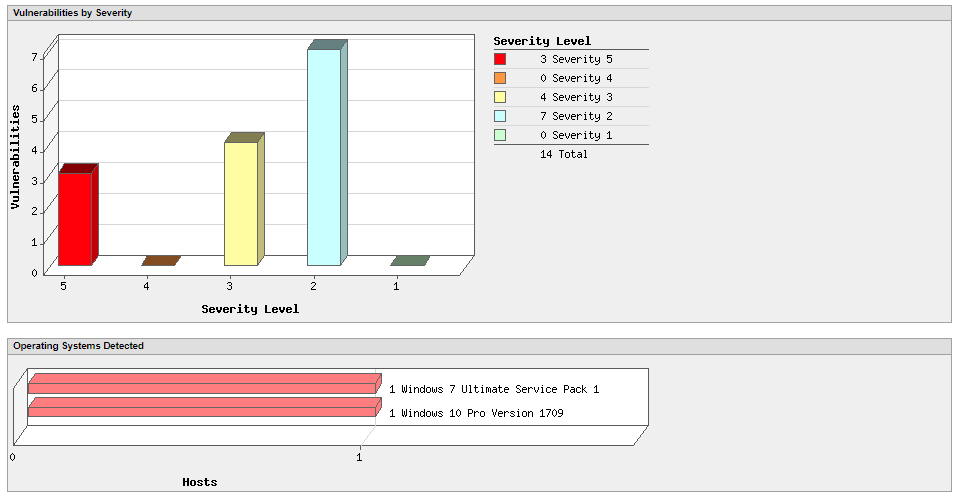 Vulnerabilities by Severity
Vulnerabilities
7
6
5
4
3
2
1
0
5 4 3 2 1
Severity Level
Severity Level
3 Severity 5
0 Severity 4
4 Severity 3
7 Severity 2
0 Severity 1
14 Total
Operating Systems Detected
1 Windows 7 Ultimate Service Pack 1
1 Windows 10 Pro Version 1709
0 1
Hosts